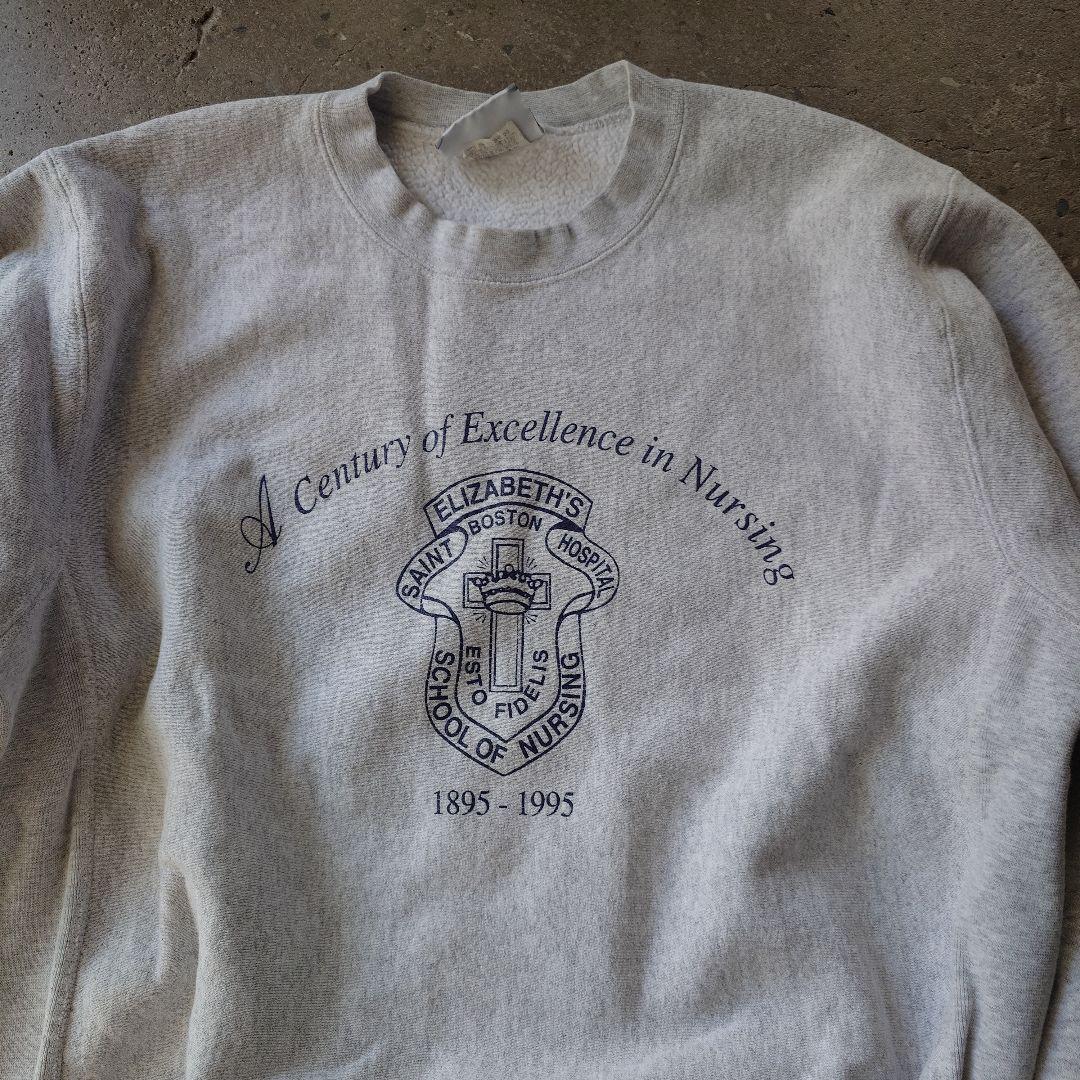 A Century of Excellence in Nursing
SAINT ELIZABETH'S HOSPITAL
BOSTON
ESTO FIDELIS
SCHOOL OF NURSING
1895 - 1995